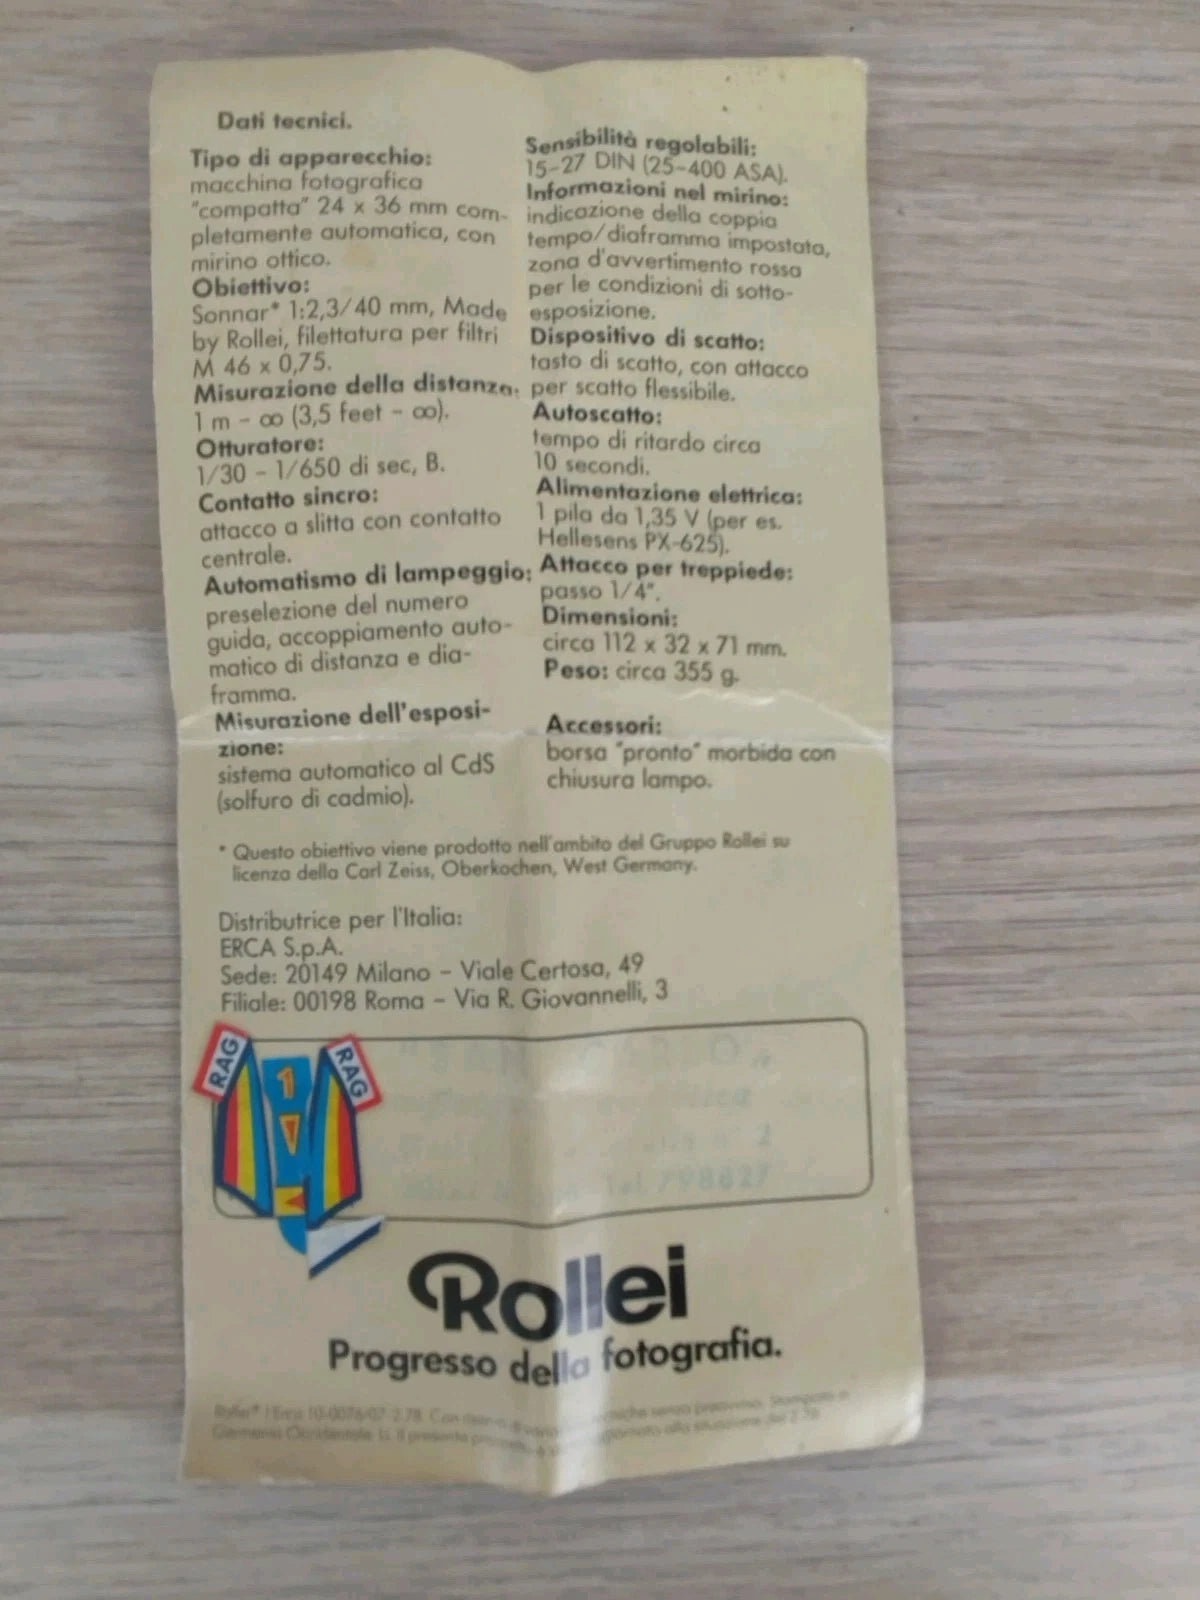 Dati tecnici.
Tipo di apparecchio:
macchina fotografica
"compatta" 24 x 36 mm com-
pletamente automatica, con
mirino ottico.
Obiettivo:
Sonnar* 1:2,3/40 mm, Made
by Rollei, filettatura per filtri
M 46 x 0,75.
Misurazione della distanza:
1 m - ∞ (3,5 feet - ∞).
Otturatore:
1/30 - 1/650 di sec, B.
Contatto sincro:
attacco a slitta con contatto
centrale.
Automatismo di lampeggio:
preselezione del numero
guida, accoppiamento auto-
matico di distanza e dia-
framma.
Misurazione dell'esposi-
zione:
sistema automatico al CdS
(solfuro di cadmio).
Sensibilità regolabili:
15-27 DIN (25-400 ASA).
Informazioni nel mirino:
indicazione della coppia
tempo/diaframma impostata,
zona d'avvertimento rossa
per le condizioni di sotto-
esposizione.
Dispositivo di scatto:
tasto di scatto, con attacco
per scatto flessibile.
Autoscatto:
tempo di ritardo circa
10 secondi.
Alimentazione elettrica:
1 pila da 1,35 V (per es.
Hellesens PX-625).
Attacco per treppiede:
passo 1/4".
Dimensioni:
circa 112 x 32 x 71 mm.
Peso: circa 355 g.
Accessori:
borsa "pronto" morbida con
chiusura lampo.
* Questo obiettivo viene prodotto nell'ambito del Gruppo Rollei su
licenza della Carl Zeiss, Oberkochen, West Germany.
Distributrice per l'Italia:
ERCA S.p.A.
Sede: 20149 Milano - Viale Certosa, 49
Filiale: 00198 Roma - Via R. Giovannelli, 3
RAG
RAG
1
Tel. 798627
Rollei
Progresso della fotografia.
senza preavviso. Stampato in
Germania Occidentale.